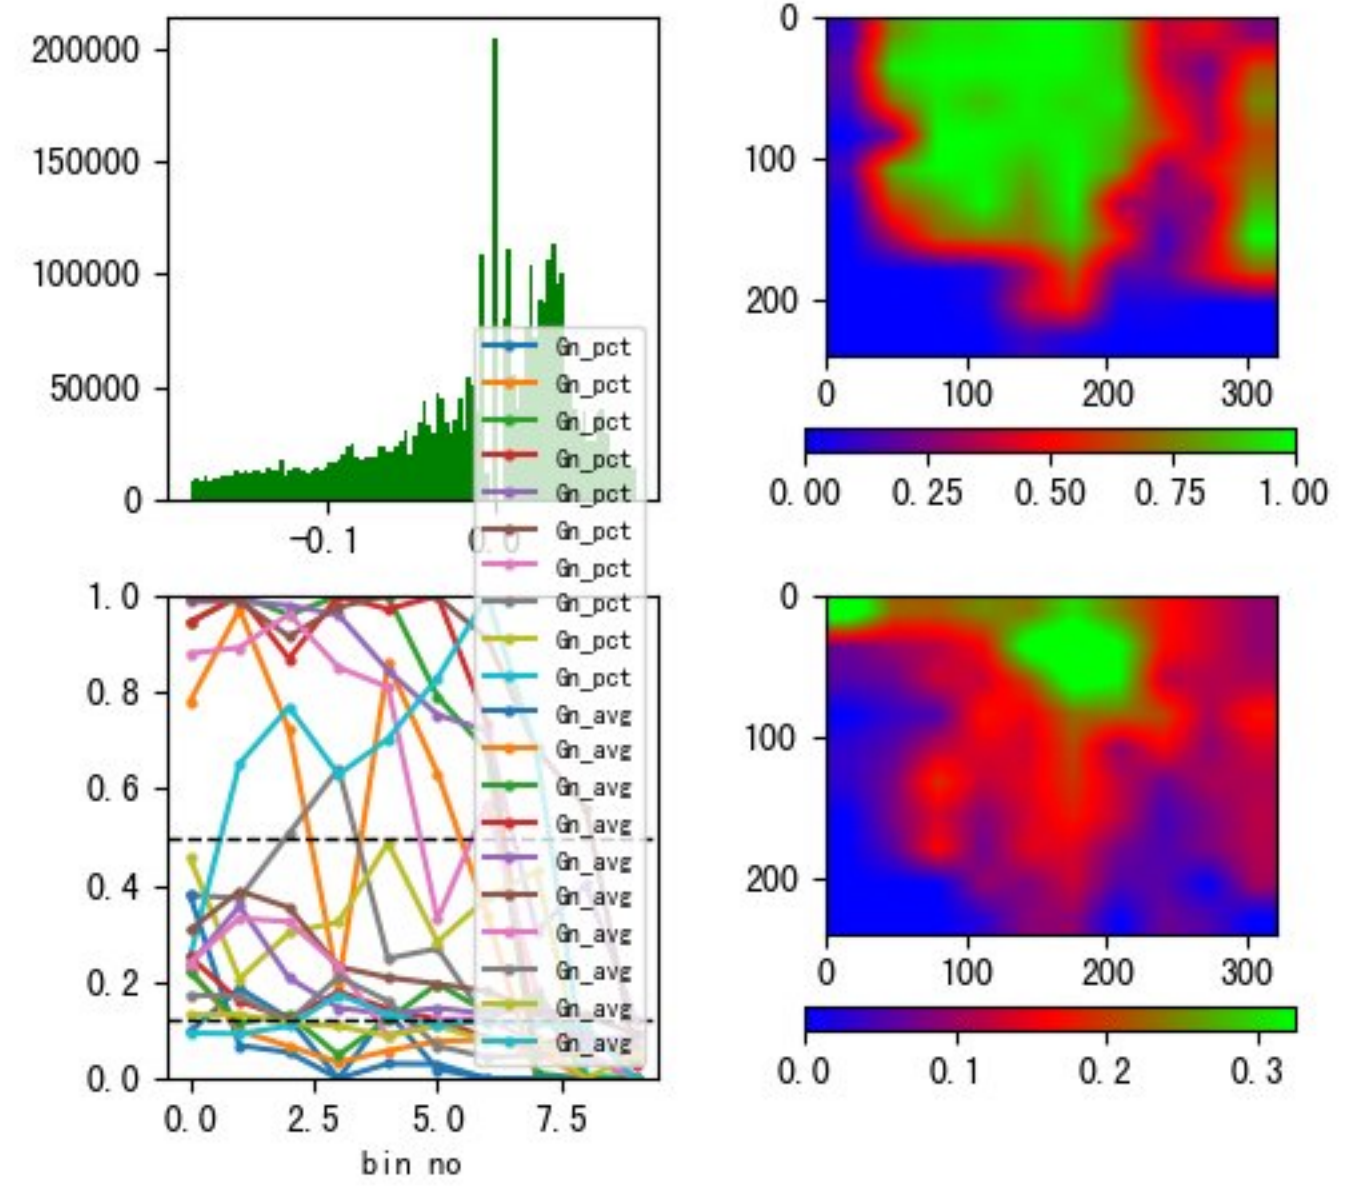 200000
150000
100000
50000
0
−0.1
0.0
0
100
200
0
100
200
300
0.00
0.25
0.50
0.75
1.00
Gn_pct
Gn_pct
Gn_pct
Gn_pct
Gn_pct
Gn_pct
Gn_pct
Gn_pct
Gn_pct
Gn_pct
Gn_avg
Gn_avg
Gn_avg
Gn_avg
Gn_avg
Gn_avg
Gn_avg
Gn_avg
Gn_avg
Gn_avg
1.0
0.8
0.6
0.4
0.2
0.0
0.0
2.5
5.0
7.5
bin no
0
100
200
0
100
200
300
0.0
0.1
0.2
0.3